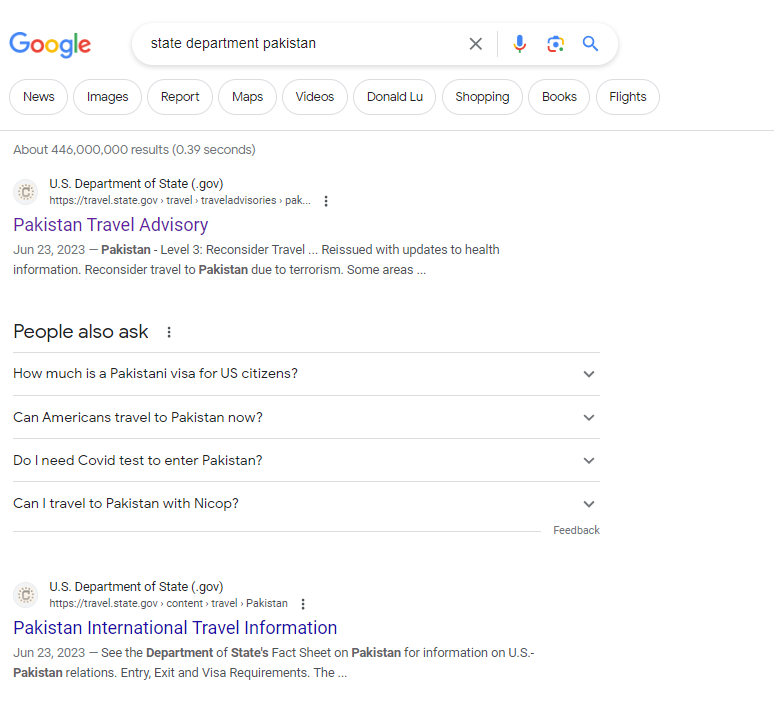 Google
state department pakistan
News
Images
Report
Maps
Videos
Donald Lu
Shopping
Books
Flights
About 446,000,000 results (0.39 seconds)
U.S. Department of State (.gov)
https://travel.state.gov › travel › traveladvisories › pak...
Pakistan Travel Advisory
Jun 23, 2023 — Pakistan - Level 3: Reconsider Travel ... Reissued with updates to health
information. Reconsider travel to Pakistan due to terrorism. Some areas ...
People also ask
How much is a Pakistani visa for US citizens?
Can Americans travel to Pakistan now?
Do I need Covid test to enter Pakistan?
Can I travel to Pakistan with Nicop?
Feedback
U.S. Department of State (.gov)
https://travel.state.gov › content › travel › Pakistan
Pakistan International Travel Information
Jun 23, 2023 — See the Department of State's Fact Sheet on Pakistan for information on U.S.-
Pakistan relations. Entry, Exit and Visa Requirements. The ...